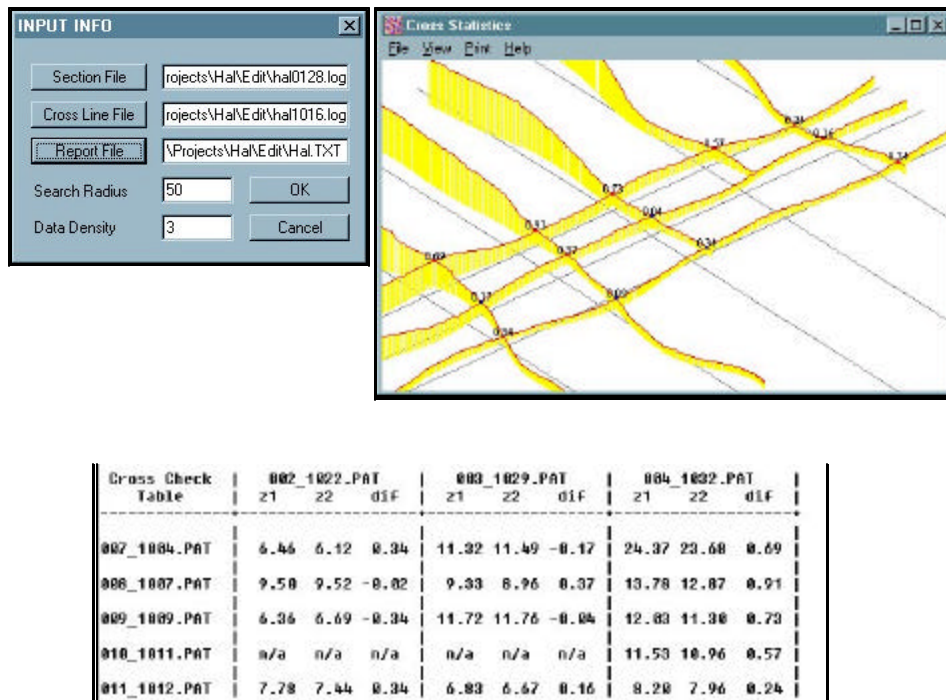 INPUT INFO
Section File rojects\Hal\Edit\hal0128.log
Cross Line File rojects\Hal\Edit\hal1016.log
Report File \Projects\Hal\Edit\Hal.TXT
Search Radius 50 OK
Data Density 3 Cancel
Cross Statistics
File View Print Help
0.24
0.57 0.16
0.24
0.73
0.04
0.91
0.37 0.34
0.69
0.17
Cross Check | 002_1022.PAT | 003_1029.PAT | 004_1032.PAT |
Table | z1 z2 dif | z1 z2 dif | z1 z2 dif |
007_1004.PAT | 6.46 6.12 0.34 | 11.32 11.49 -0.17 | 24.37 23.68 0.69
008_1007.PAT | 9.50 9.52 -0.02 | 9.33 8.96 0.37 | 13.78 12.87 0.91
009_1009.PAT | 6.36 6.69 -0.34 | 11.72 11.76 -0.04 | 12.03 11.30 0.73
010_1011.PAT | n/a n/a n/a | n/a n/a n/a | 11.53 10.96 0.57
011_1012.PAT | 7.78 7.44 0.34 | 6.83 6.67 0.16 | 8.20 7.96 0.24